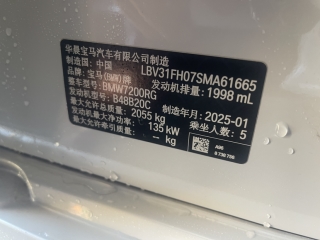 华晨宝马汽车有限公司制造
制造国：中国 LBV31FH07SMA61665
品牌：宝马(BMW)牌 发动机排量：1998 mL
整车型号：BMW7200RG
发动机型号：B48B20C 制造年月：2025-01
最大允许总质量：2055 kg 乘坐人数：5
发动机最大净功率：135 kW
最大允许牵引质量：— kg